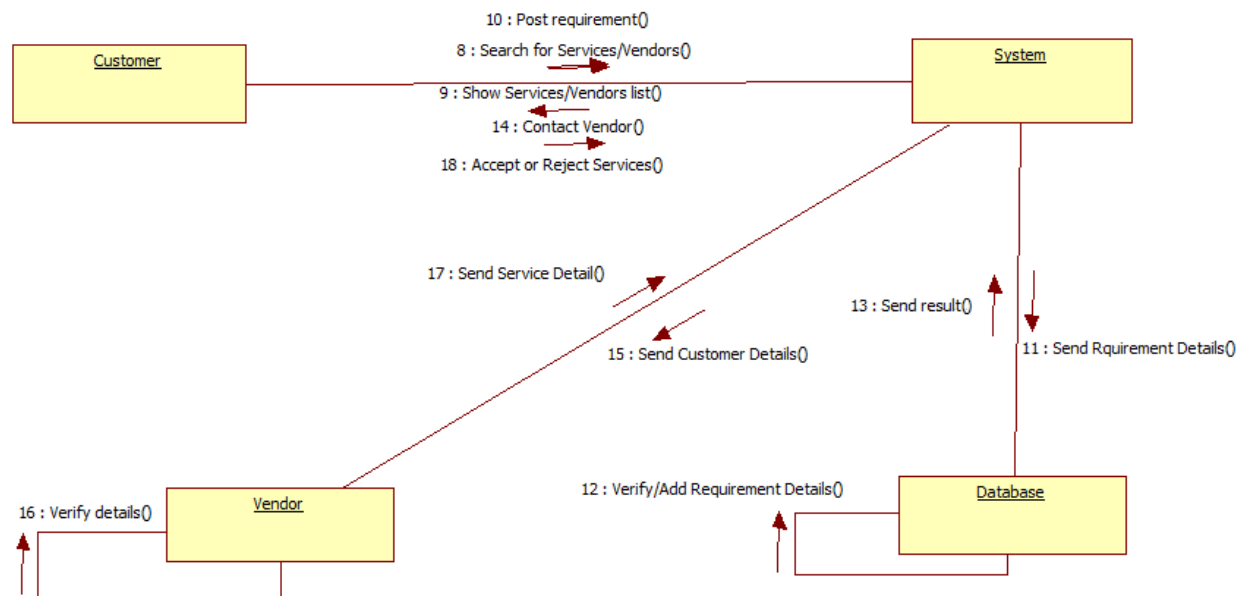 10 : Post requirement()
Customer
8 : Search for Services/Vendors()
System
9 : Show Services/Vendors list()
14 : Contact Vendor()
18 : Accept or Reject Services()
17 : Send Service Detail()
13 : Send result()
15 : Send Customer Details()
11 : Send Rquirement Details()
12 : Verify/Add Requirement Details()
Database
Vendor
16 : Verify details()